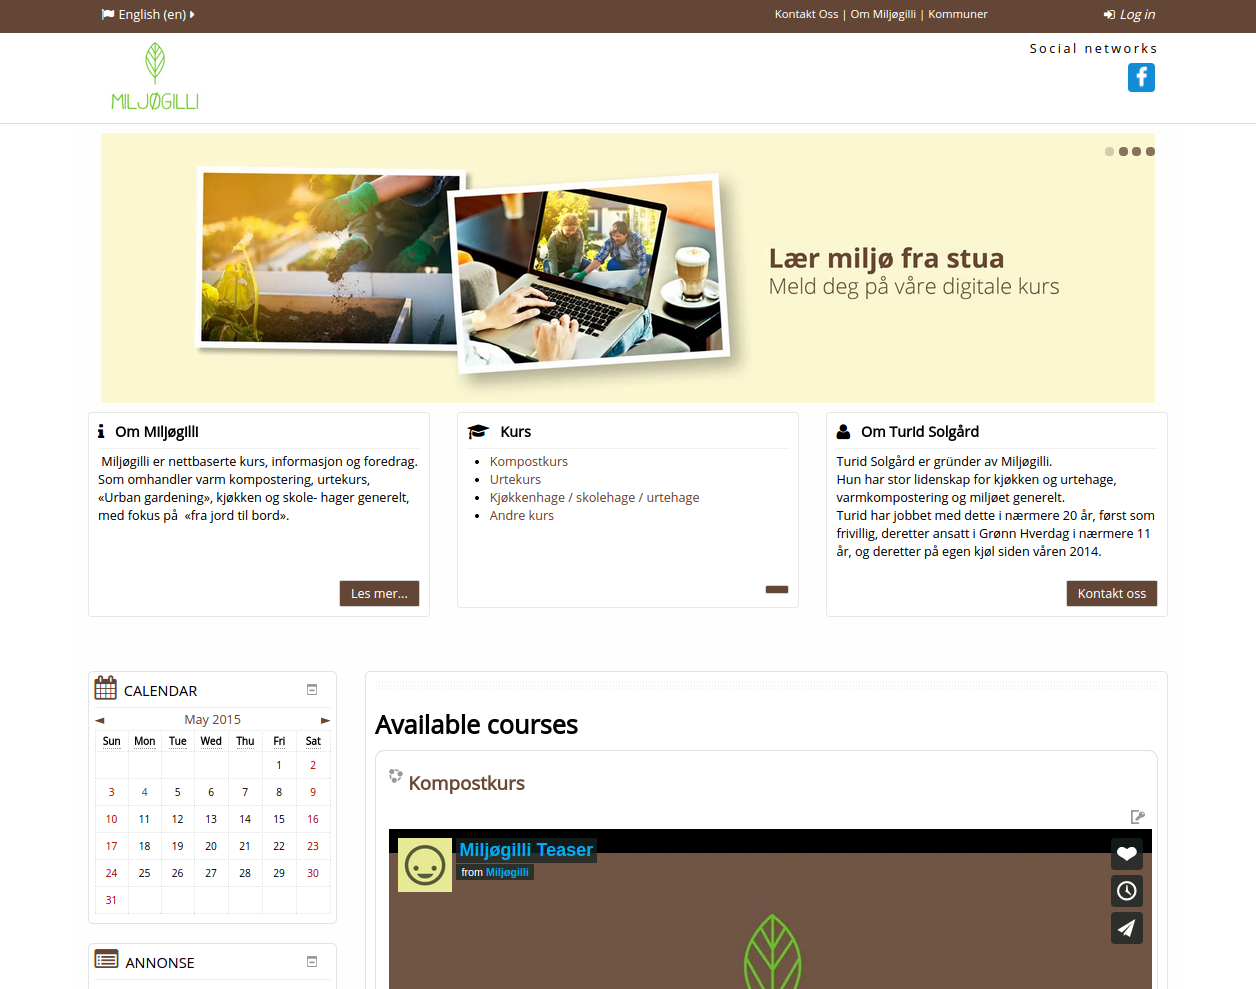 English (en)
Kontakt Oss | Om Miljøgilli | Kommuner
Log in
MILJØGILLI
Social networks
Lær miljø fra stua
Meld deg på våre digitale kurs
Om Miljøgilli
Miljøgilli er nettbaserte kurs, informasjon og foredrag.
Som omhandler varm kompostering, urtekurs,
«Urban gardening», kjøkken og skole- hager generelt,
med fokus på «fra jord til bord».
Les mer...
Kurs
Kompostkurs
Urtekurs
Kjøkkenhage / skolehage / urtehage
Andre kurs
Om Turid Solgård
Turid Solgård er gründer av Miljøgilli.
Hun har stor lidenskap for kjøkken og urtehage,
varmkompostering og miljøet generelt.
Turid har jobbet med dette i nærmere 20 år, først som
frivillig, deretter ansatt i Grønn Hverdag i nærmere 11
år, og deretter på egen kjøl siden våren 2014.
Kontakt oss
CALENDAR
◄ May 2015 ►
Sun Mon Tue Wed Thu Fri Sat
1 2
3 4 5 6 7 8 9
10 11 12 13 14 15 16
17 18 19 20 21 22 23
24 25 26 27 28 29 30
31
ANNONSE
Available courses
Kompostkurs
Miljøgilli Teaser
from Miljøgilli